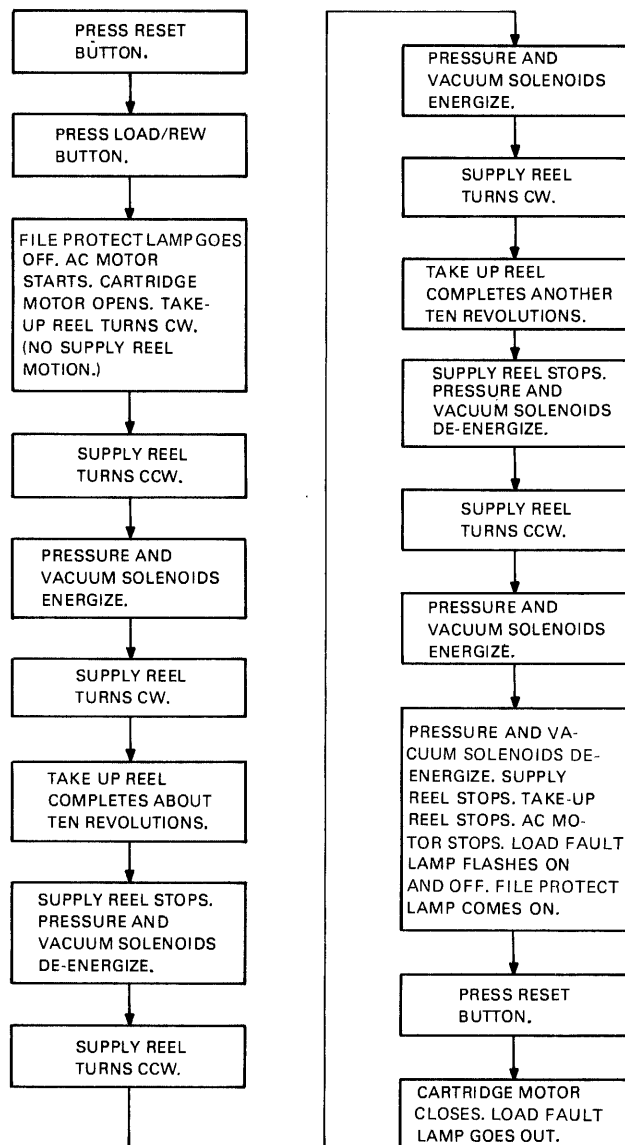 PRESS RESET
BUTTON.
PRESS LOAD/REW
BUTTON.
FILE PROTECT LAMP GOES
OFF. AC MOTOR
STARTS. CARTRIDGE
MOTOR OPENS. TAKE-
UP REEL TURNS CW.
(NO SUPPLY REEL
MOTION.)
SUPPLY REEL
TURNS CCW.
PRESSURE AND
VACUUM SOLENOIDS
ENERGIZE.
SUPPLY REEL
TURNS CW.
TAKE UP REEL
COMPLETES ABOUT
TEN REVOLUTIONS.
SUPPLY REEL STOPS.
PRESSURE AND
VACUUM SOLENOIDS
DE-ENERGIZE.
SUPPLY REEL
TURNS CCW.
PRESSURE AND
VACUUM SOLENOIDS
ENERGIZE.
SUPPLY REEL
TURNS CW.
TAKE UP REEL
COMPLETES ANOTHER
TEN REVOLUTIONS.
SUPPLY REEL STOPS.
PRESSURE AND
VACUUM SOLENOIDS
DE-ENERGIZE.
SUPPLY REEL
TURNS CCW.
PRESSURE AND
VACUUM SOLENOIDS
ENERGIZE.
PRESSURE AND VA-
CUUM SOLENOIDS DE-
ENERGIZE. SUPPLY
REEL STOPS. TAKE-UP
REEL STOPS. AC MO-
TOR STOPS. LOAD FAULT
LAMP FLASHES ON
AND OFF. FILE PROTECT
LAMP COMES ON.
PRESS RESET
BUTTON.
CARTRIDGE MOTOR
CLOSES. LOAD FAULT
LAMP GOES OUT.